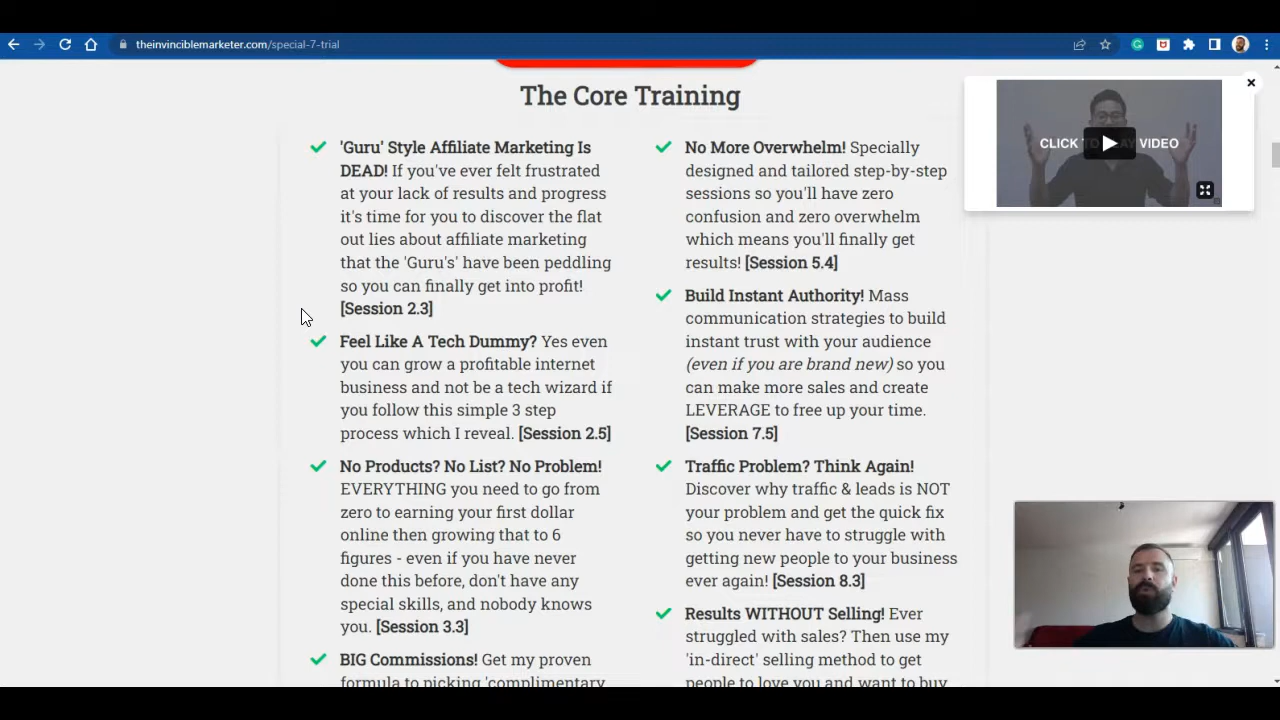 theinvinciblemarketer.com/special-7-trial
The Core Training
'Guru' Style Affiliate Marketing Is
DEAD! If you've ever felt frustrated
at your lack of results and progress
it's time for you to discover the flat
out lies about affiliate marketing
that the 'Guru's' have been peddling
so you can finally get into profit!
[Session 2.3]
Feel Like A Tech Dummy? Yes even
you can grow a profitable internet
business and not be a tech wizard if
you follow this simple 3 step
process which I reveal. [Session 2.5]
No Products? No List? No Problem!
EVERYTHING you need to go from
zero to earning your first dollar
online then growing that to 6
figures - even if you have never
done this before, don't have any
special skills, and nobody knows
you. [Session 3.3]
BIG Commissions! Get my proven
formula to picking 'complimentary
No More Overwhelm! Specially
designed and tailored step-by-step
sessions so you'll have zero
confusion and zero overwhelm
which means you'll finally get
results! [Session 5.4]
Build Instant Authority! Mass
communication strategies to build
instant trust with your audience
(even if you are brand new) so you
can make more sales and create
LEVERAGE to free up your time.
[Session 7.5]
Traffic Problem? Think Again!
Discover why traffic & leads is NOT
your problem and get the quick fix
so you never have to struggle with
getting new people to your business
ever again! [Session 8.3]
Results WITHOUT Selling! Ever
struggled with sales? Then use my
'in-direct' selling method to get
people to love you and want to buy
CLICK VIDEO